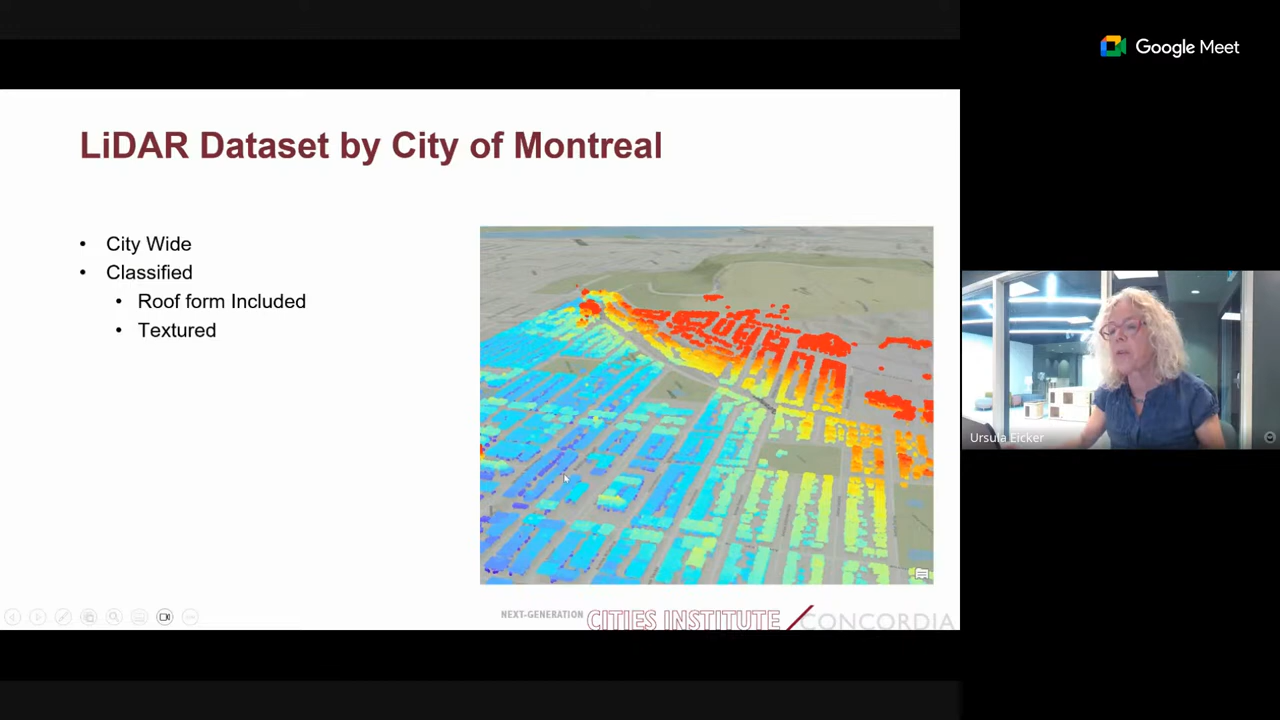 Google Meet
LiDAR Dataset by City of Montreal
• City Wide
• Classified
• Roof form Included
• Textured
Ursula Eicker
NEXT-GENERATION CITIES INSTITUTE / CONCORDIA